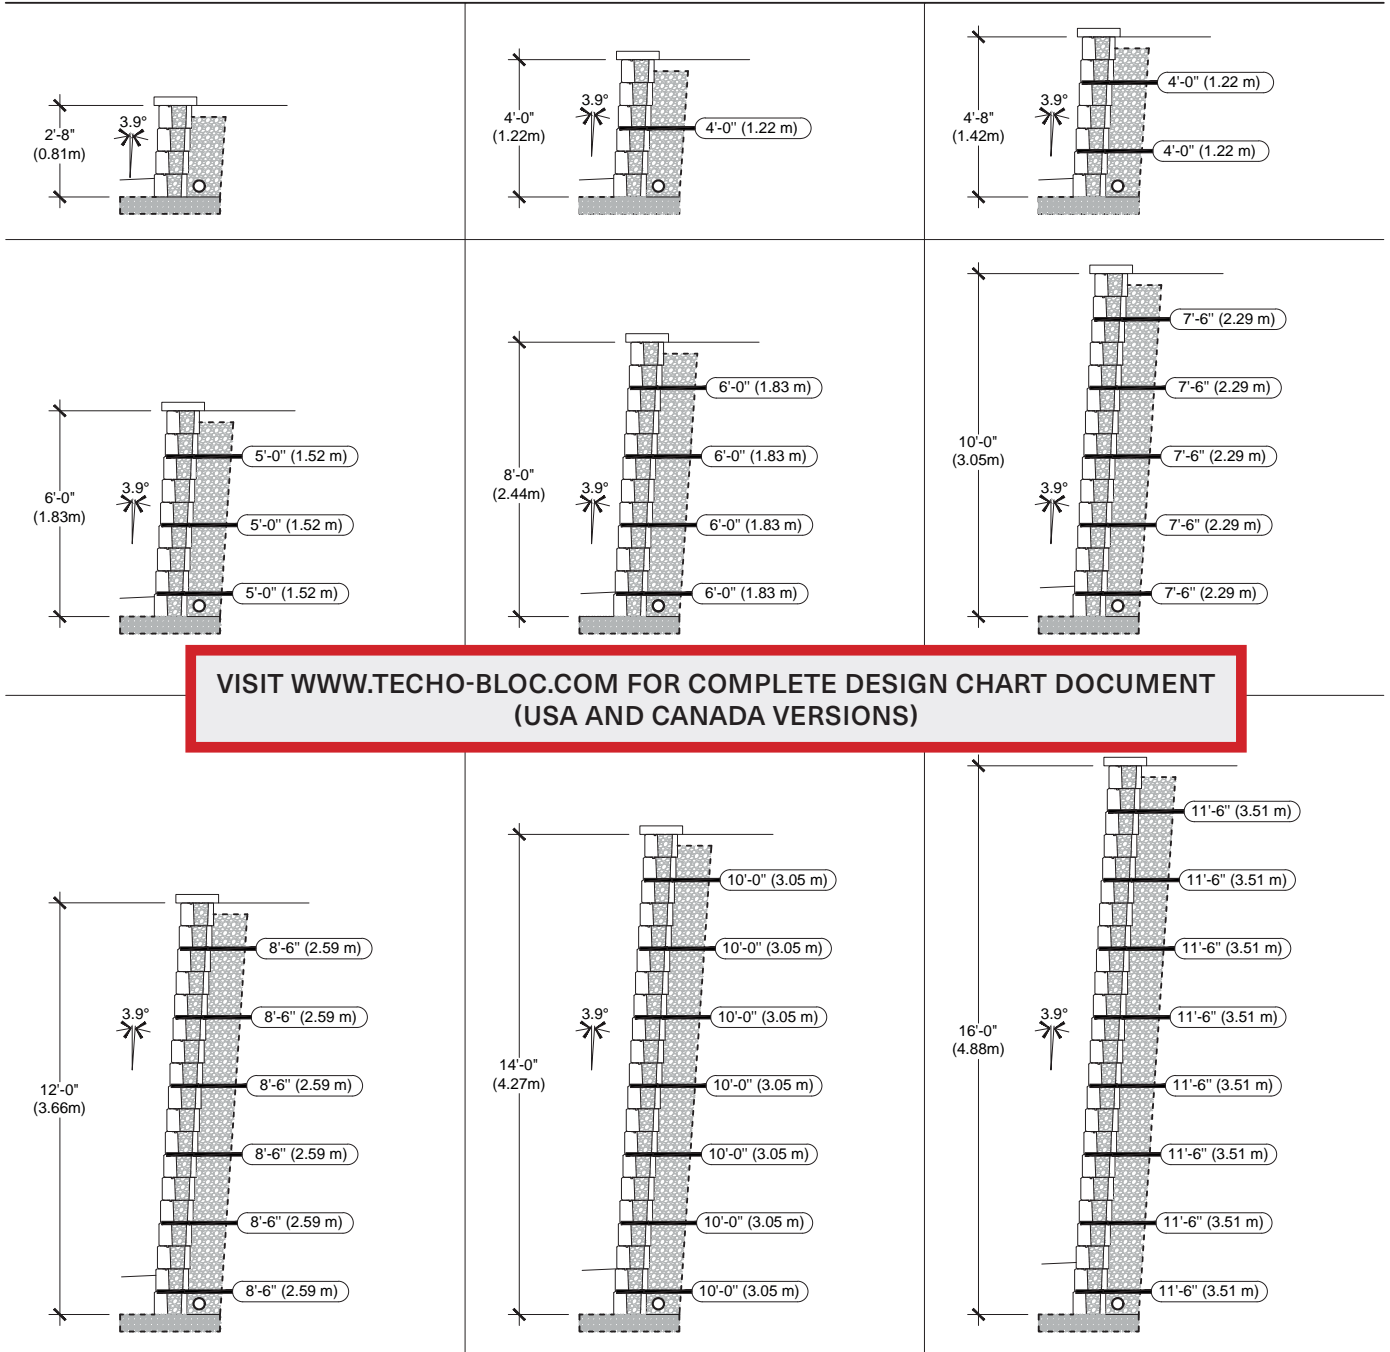 2'-8"
(0.81m)
3.9°
4'-0"
(1.22m)
3.9°
4'-0" (1.22 m)
4'-8"
(1.42m)
3.9°
4'-0" (1.22 m)
4'-0" (1.22 m)
6'-0"
(1.83m)
3.9°
5'-0" (1.52 m)
5'-0" (1.52 m)
5'-0" (1.52 m)
8'-0"
(2.44m)
3.9°
6'-0" (1.83 m)
6'-0" (1.83 m)
6'-0" (1.83 m)
6'-0" (1.83 m)
10'-0"
(3.05m)
3.9°
7'-6" (2.29 m)
7'-6" (2.29 m)
7'-6" (2.29 m)
7'-6" (2.29 m)
7'-6" (2.29 m)
VISIT WWW.TECHO-BLOC.COM FOR COMPLETE DESIGN CHART DOCUMENT
(USA AND CANADA VERSIONS)
12'-0"
(3.66m)
3.9°
8'-6" (2.59 m)
8'-6" (2.59 m)
8'-6" (2.59 m)
8'-6" (2.59 m)
8'-6" (2.59 m)
8'-6" (2.59 m)
14'-0"
(4.27m)
3.9°
10'-0" (3.05 m)
10'-0" (3.05 m)
10'-0" (3.05 m)
10'-0" (3.05 m)
10'-0" (3.05 m)
10'-0" (3.05 m)
10'-0" (3.05 m)
16'-0"
(4.88m)
3.9°
11'-6" (3.51 m)
11'-6" (3.51 m)
11'-6" (3.51 m)
11'-6" (3.51 m)
11'-6" (3.51 m)
11'-6" (3.51 m)
11'-6" (3.51 m)
11'-6" (3.51 m)